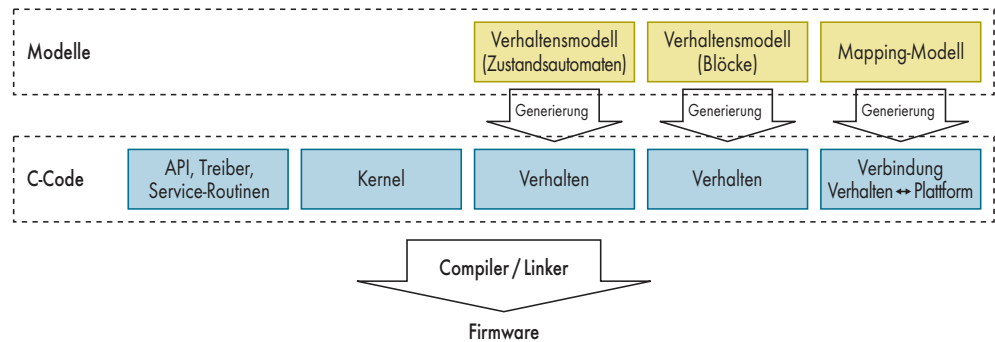 Modelle
Verhaltensmodell
(Zustandsautomaten)
Verhaltensmodell
(Blöcke)
Mapping-Modell
Generierung
Generierung
Generierung
C-Code
API, Treiber,
Service-Routinen
Kernel
Verhalten
Verhalten
Verbindung
Verhalten ↔ Plattform
Compiler / Linker
Firmware